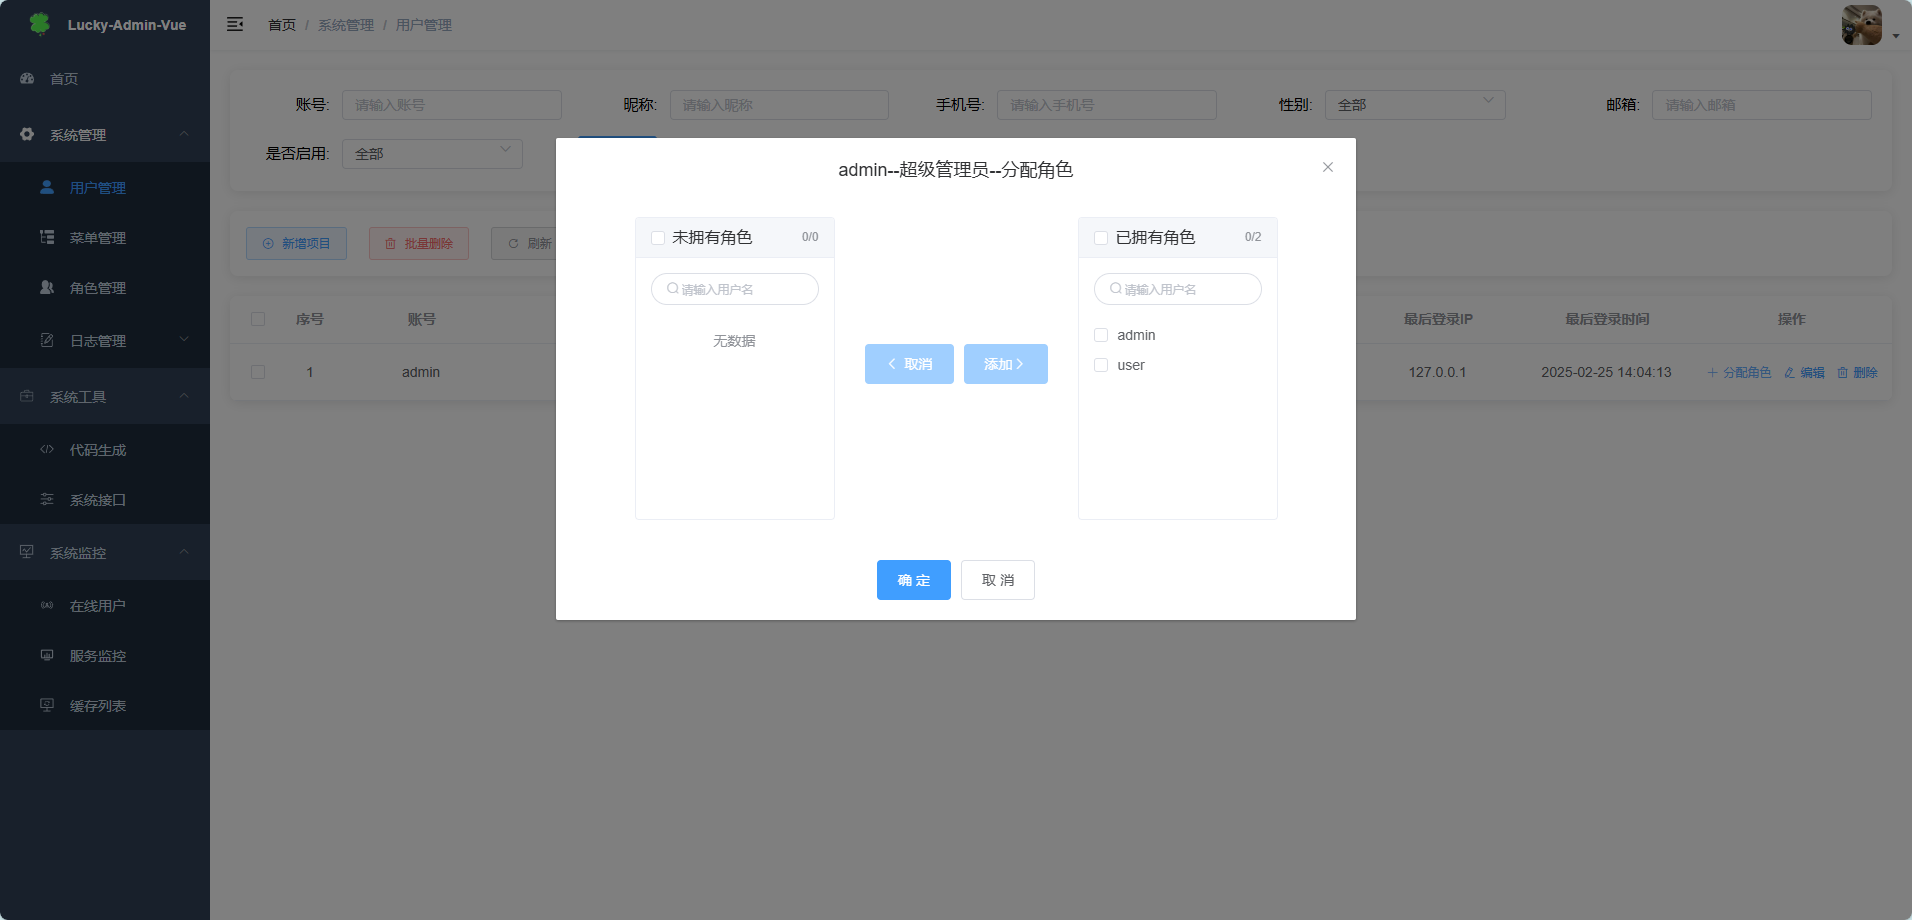 Lucky-Admin-Vue
首页 / 系统管理 / 用户管理
首页
系统管理
用户管理
菜单管理
角色管理
日志管理
系统工具
代码生成
系统接口
系统监控
在线用户
服务监控
缓存列表
账号: 请输入账号 昵称: 请输入昵称 手机号: 请输入手机号 性别: 全部 邮箱: 请输入邮箱
是否启用: 全部
新增项目 批量删除 刷新
序号 账号 最后登录IP 最后登录时间 操作
1 admin 127.0.0.1 2025-02-25 14:04:13 分配角色 编辑 删除
admin--超级管理员--分配角色
未拥有角色 0/0
请输入用户名
无数据
取消 添加
已拥有角色 0/2
请输入用户名
admin
user
确 定 取 消